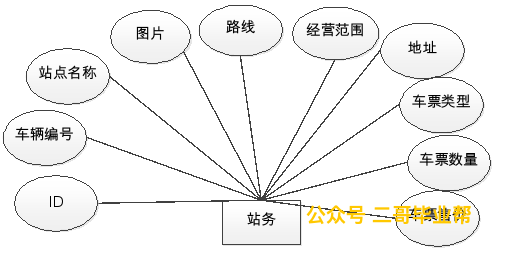 图片
路线
经营范围
地址
站点名称
车票类型
车辆编号
车票数量
ID
站务
车票售价
公众号 二哥毕业帮